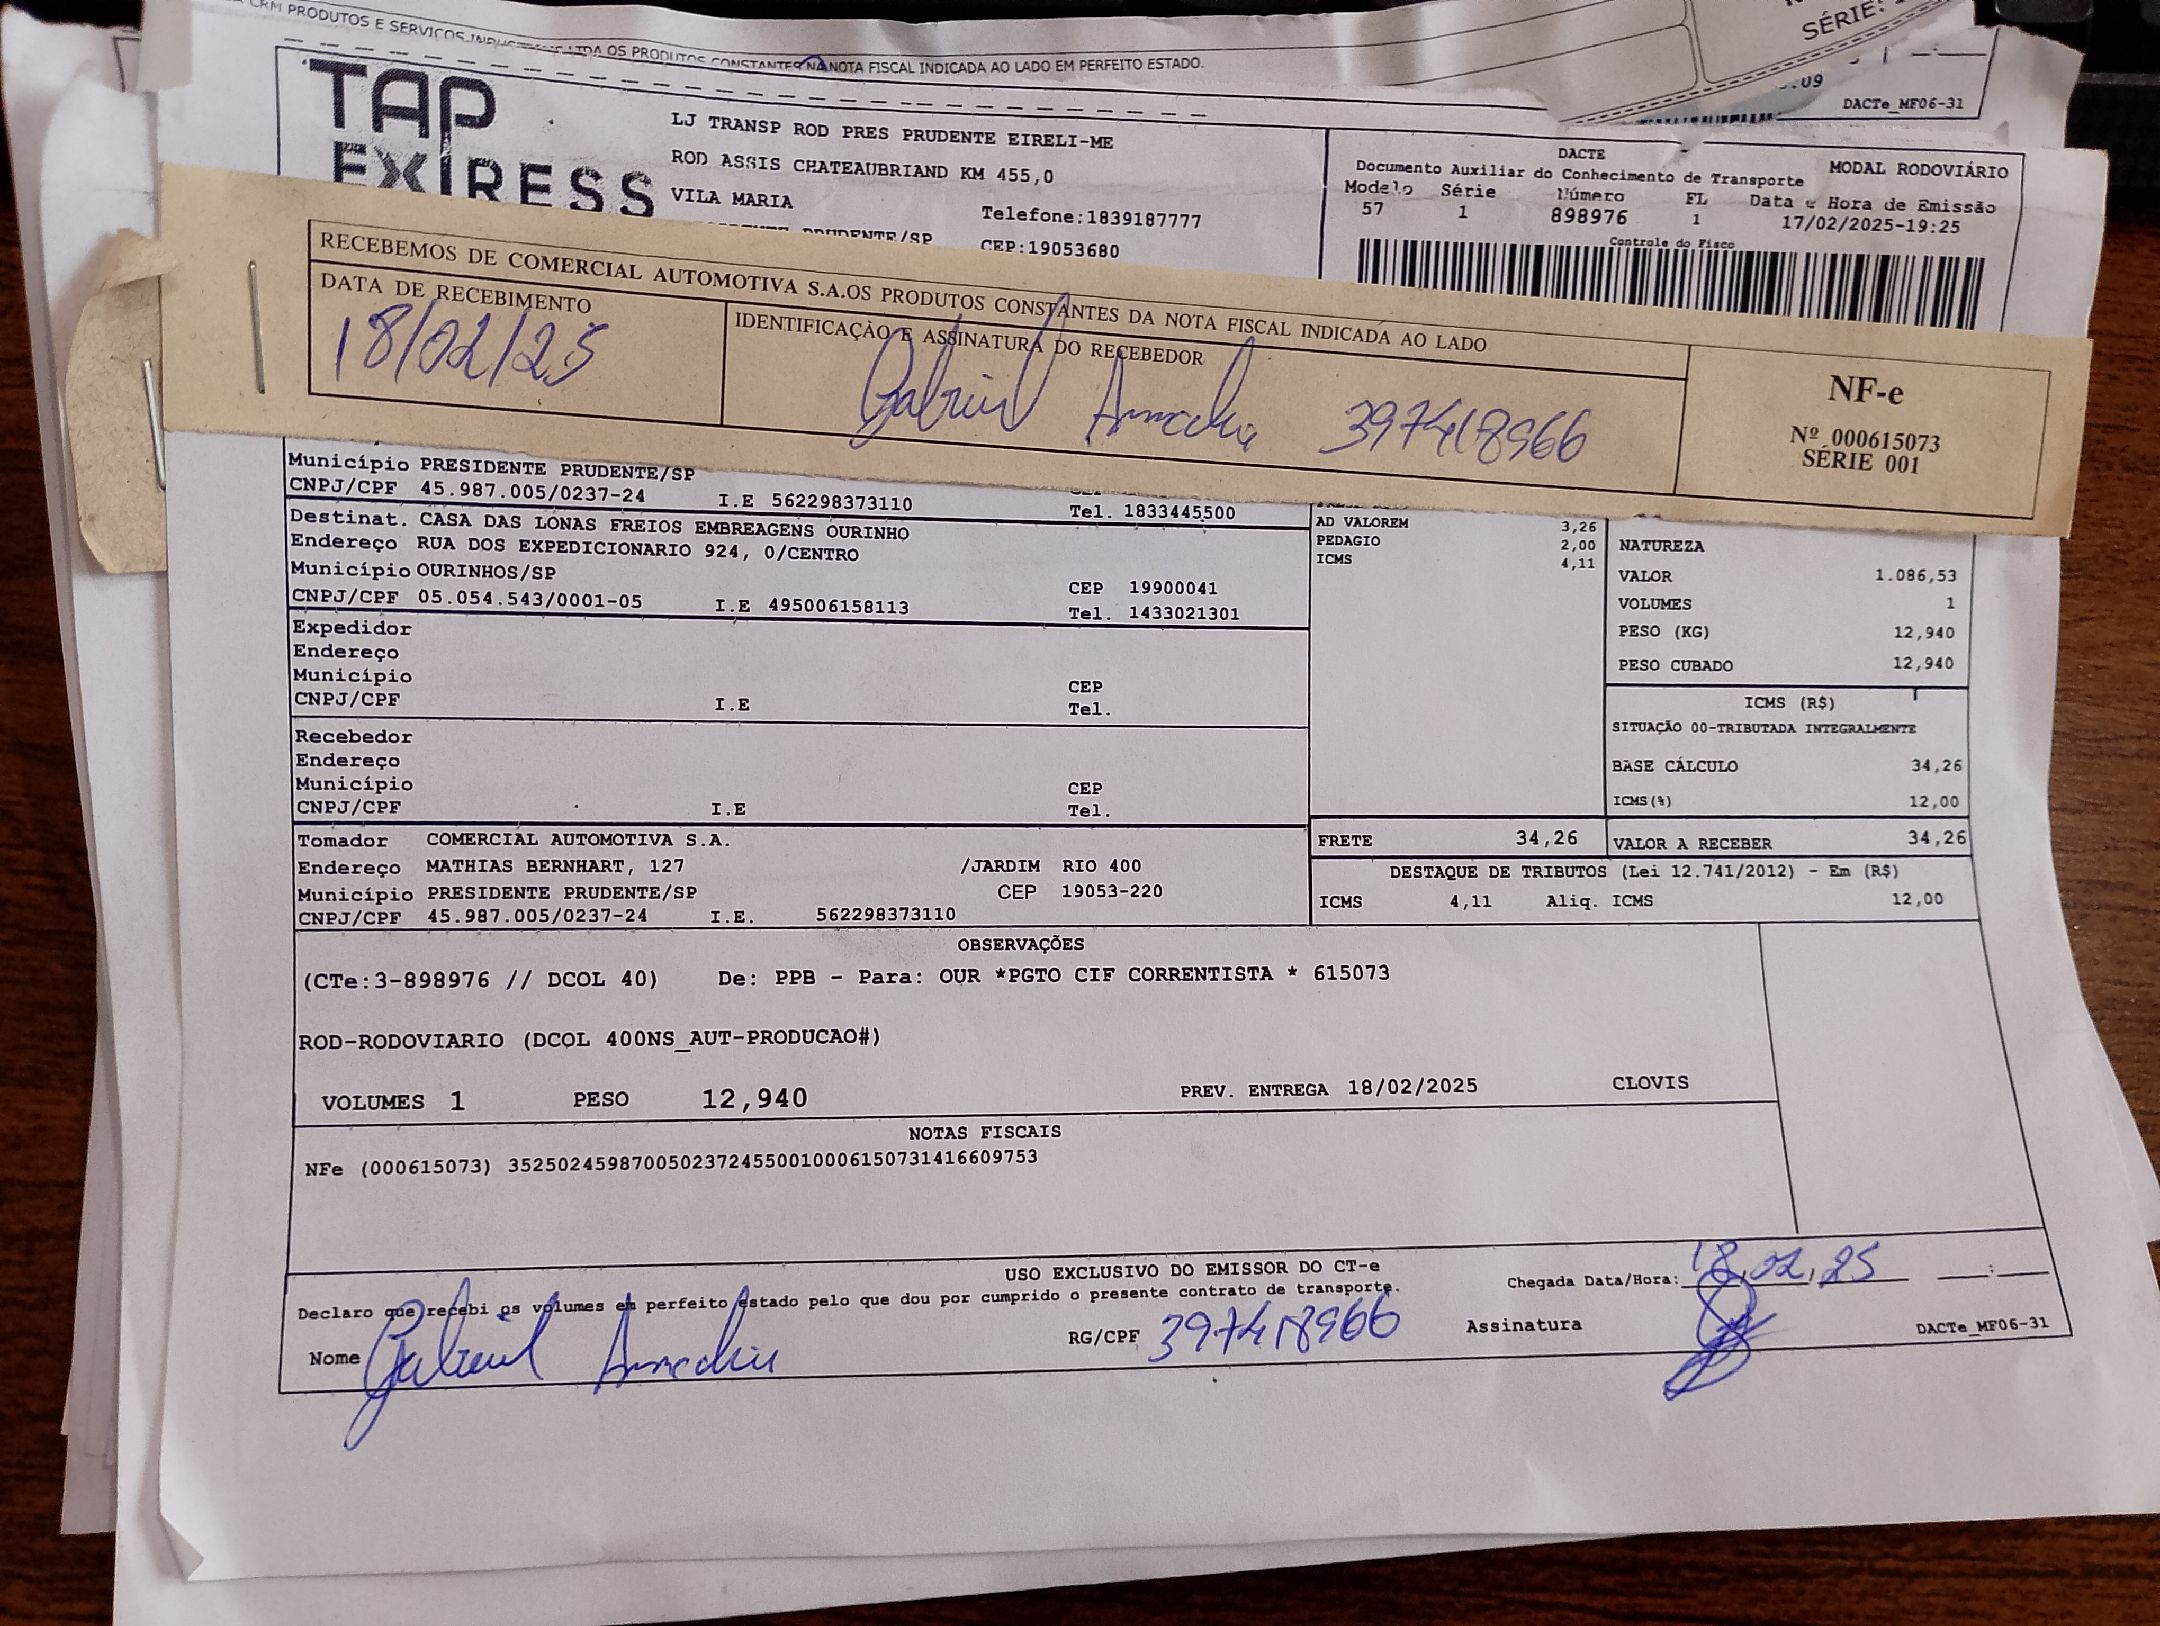 CRM PRODUTOS E SERVIÇOS INDUSTRIAIS LTDA OS PRODUTOS CONSTANTES NA NOTA FISCAL INDICADA AO LADO EM PERFEITO ESTADO.
SÉRIE:
:09
DACTe_MF06-31
TAP
EXPRESS
LJ TRANSP ROD PRES PRUDENTE EIRELI-ME
ROD ASSIS CHATEAUBRIAND KM 455,0
VILA MARIA
Telefone:1839187777
PRUDENTE/SP CEP:19053680
DACTE
Documento Auxiliar do Conhecimento de Transporte
MODAL RODOVIÁRIO
Modelo Série Número FL Data e Hora de Emissão
57 1 898976 1 17/02/2025-19:25
Controle do Fisco
RECEBEMOS DE COMERCIAL AUTOMOTIVA S.A.OS PRODUTOS CONSTANTES DA NOTA FISCAL INDICADA AO LADO
DATA DE RECEBIMENTO
18/02/25
IDENTIFICAÇÃO E ASSINATURA DO RECEBEDOR
Gabriel 397418966
NF-e
Nº 000615073
SÉRIE 001
Município PRESIDENTE PRUDENTE/SP
CNPJ/CPF 45.987.005/0237-24 I.E 562298373110 Tel. 1833445500
Destinat. CASA DAS LONAS FREIOS EMBREAGENS OURINHO
Endereço RUA DOS EXPEDICIONARIO 924, 0/CENTRO
Município OURINHOS/SP CEP 19900041
CNPJ/CPF 05.054.543/0001-05 I.E 495006158113 Tel. 1433021301
Expedidor
Endereço
Município CEP
CNPJ/CPF I.E Tel.
Recebedor
Endereço
Município CEP
CNPJ/CPF I.E Tel.
Tomador COMERCIAL AUTOMOTIVA S.A.
Endereço MATHIAS BERNHART, 127 /JARDIM RIO 400
Município PRESIDENTE PRUDENTE/SP CEP 19053-220
CNPJ/CPF 45.987.005/0237-24 I.E. 562298373110
AD VALOREM 3,26
PEDAGIO 2,00
ICMS 4,11
NATUREZA
VALOR 1.086,53
VOLUMES 1
PESO (KG) 12,940
PESO CUBADO 12,940
ICMS (R$)
SITUAÇÃO 00-TRIBUTADA INTEGRALMENTE
BASE CÁLCULO 34,26
ICMS(%) 12,00
FRETE 34,26 VALOR A RECEBER 34,26
DESTAQUE DE TRIBUTOS (Lei 12.741/2012) - Em (R$)
ICMS 4,11 Aliq. ICMS 12,00
OBSERVAÇÕES
(CTe:3-898976 // DCOL 40) De: PPB - Para: OUR *PGTO CIF CORRENTISTA * 615073
ROD-RODOVIARIO (DCOL 400NS_AUT-PRODUCAO#)
VOLUMES 1 PESO 12,940 PREV. ENTREGA 18/02/2025 CLOVIS
NOTAS FISCAIS
NFe (000615073) 35250245987005023724550010006150731416609753
USO EXCLUSIVO DO EMISSOR DO CT-e
Declaro que recebi os volumes em perfeito estado pelo que dou por cumprido o presente contrato de transporte.
Chegada Data/Hora: 18,02,25 :
Nome Gabriel
RG/CPF 397418966
Assinatura
DACTe_MF06-31